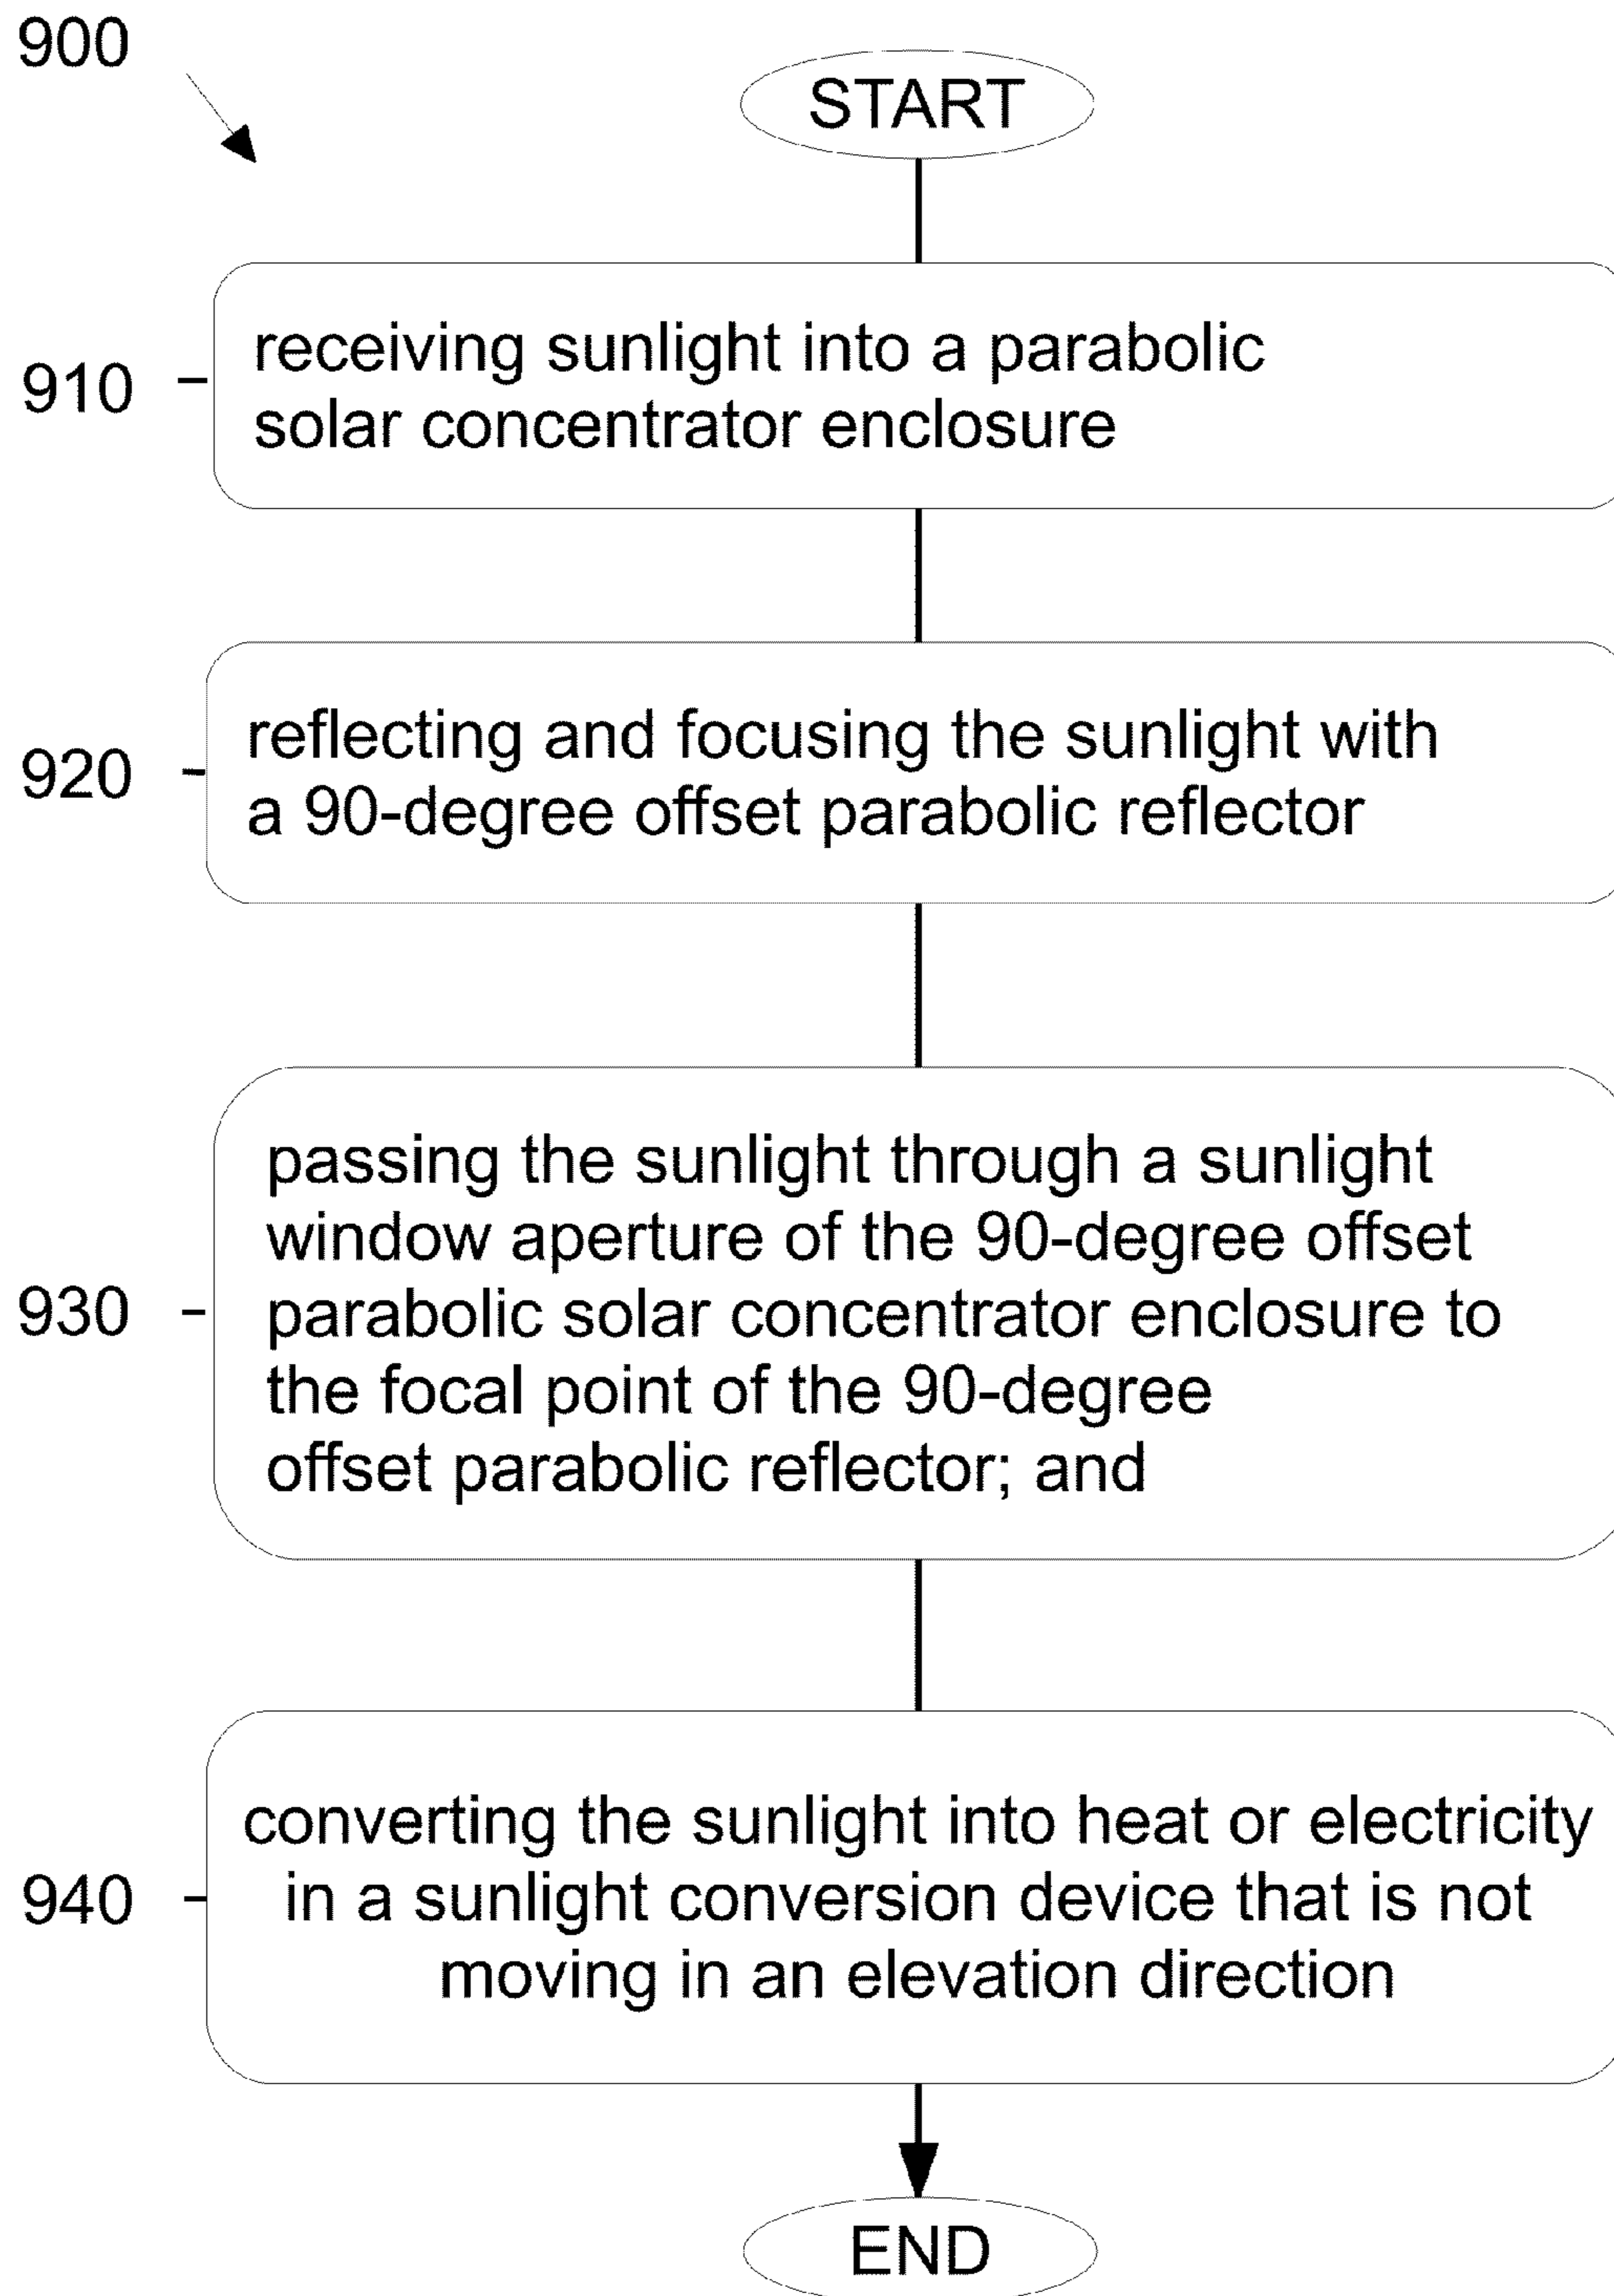 900
START
910
receiving sunlight into a parabolic
solar concentrator enclosure
920
reflecting and focusing the sunlight with
a 90-degree offset parabolic reflector
930
passing the sunlight through a sunlight
window aperture of the 90-degree offset
parabolic solar concentrator enclosure to
the focal point of the 90-degree
offset parabolic reflector; and
940
converting the sunlight into heat or electricity
in a sunlight conversion device that is not
moving in an elevation direction
END